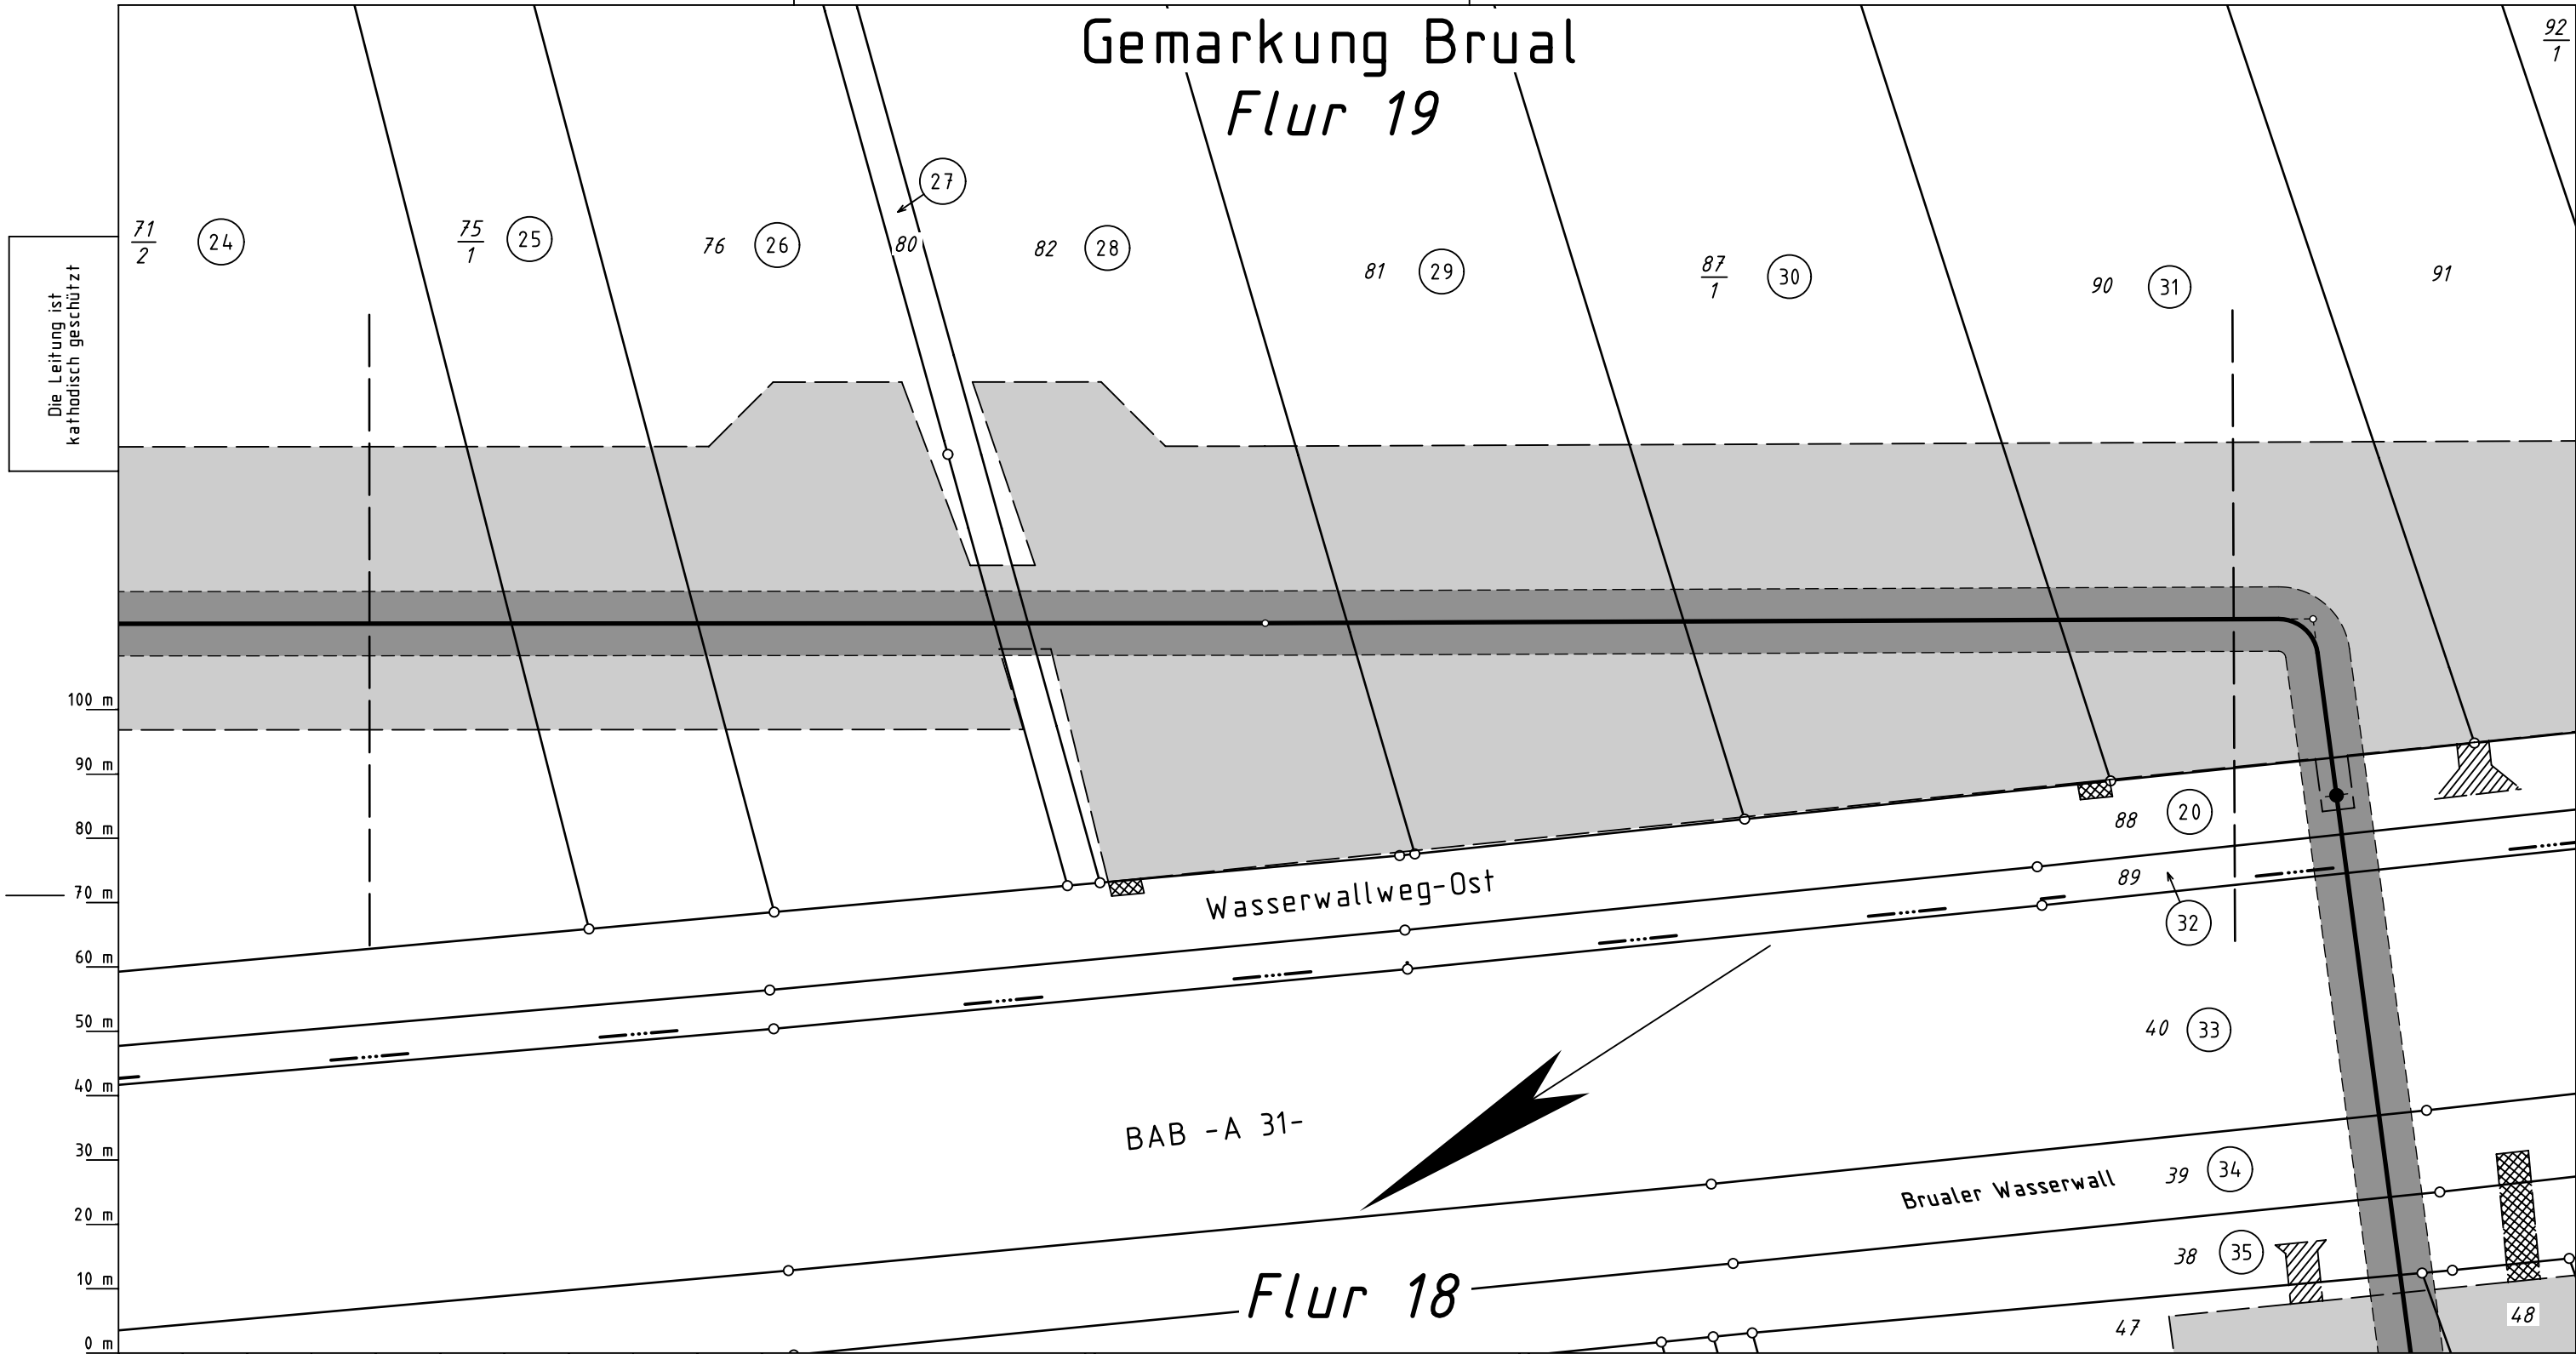 Gemarkung Brual
Flur 19
92
1
27
71
2
24
75
1
25
76
26
80
82
28
81
29
87
1
30
90
31
91
Die Leitung ist
kathodisch geschützt
100 m
90 m
80 m
70 m
60 m
50 m
40 m
30 m
20 m
10 m
0 m
88
20
Wasserwallweg-Ost
89
32
40
33
BAB -A 31-
Brualer Wasserwall
39
34
38
35
Flur 18
47
48